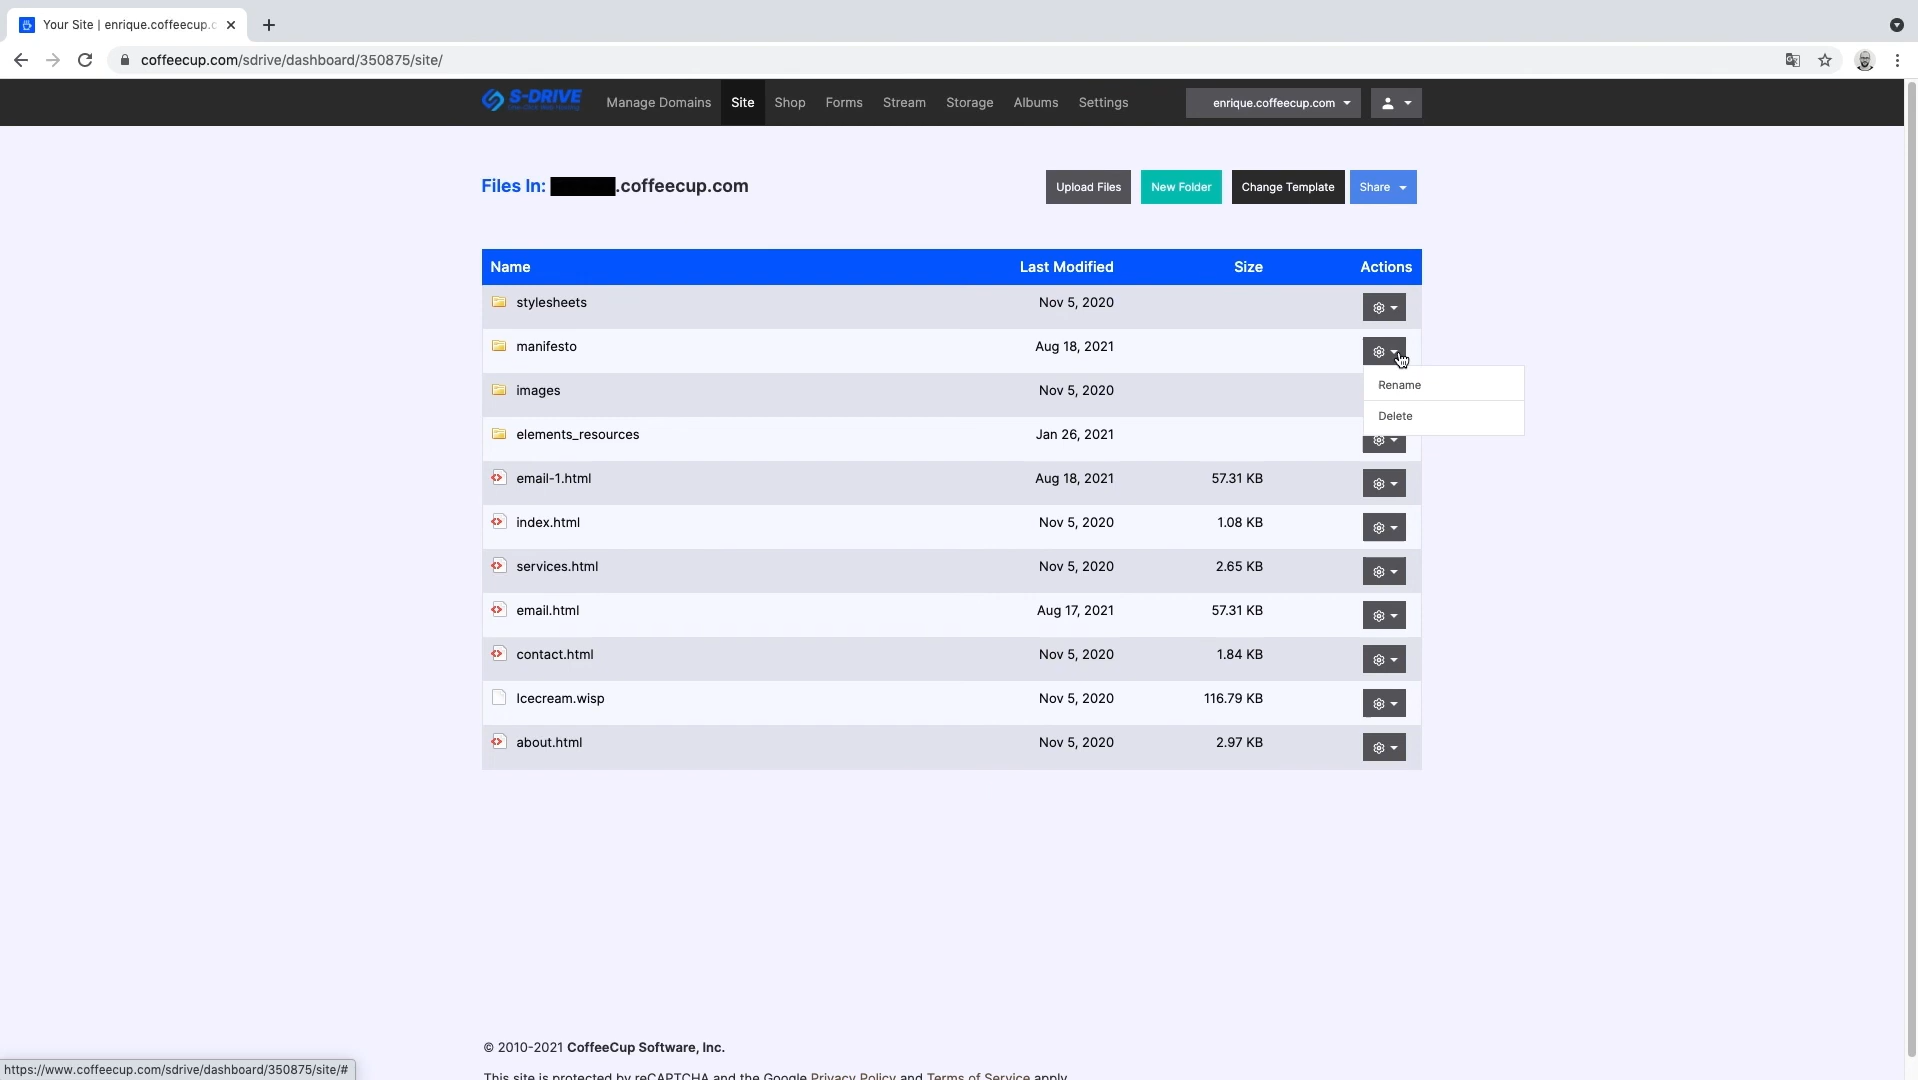 Your Site | enrique.coffeecup.c
coffeecup.com/sdrive/dashboard/350875/site/
S-DRIVE
One-Click Web Hosting
Manage Domains Site Shop Forms Stream Storage Albums Settings enrique.coffeecup.com
Files In: .coffeecup.com
Upload Files New Folder Change Template Share
Name Last Modified Size Actions
stylesheets Nov 5, 2020
manifesto Aug 18, 2021
images Nov 5, 2020
Rename
Delete
elements_resources Jan 26, 2021
email-1.html Aug 18, 2021 57.31 KB
index.html Nov 5, 2020 1.08 KB
services.html Nov 5, 2020 2.65 KB
email.html Aug 17, 2021 57.31 KB
contact.html Nov 5, 2020 1.84 KB
Icecream.wisp Nov 5, 2020 116.79 KB
about.html Nov 5, 2020 2.97 KB
© 2010-2021 CoffeeCup Software, Inc.
This site is protected by reCAPTCHA and the Google Privacy Policy and Terms of Service apply.
https://www.coffeecup.com/sdrive/dashboard/350875/site/#